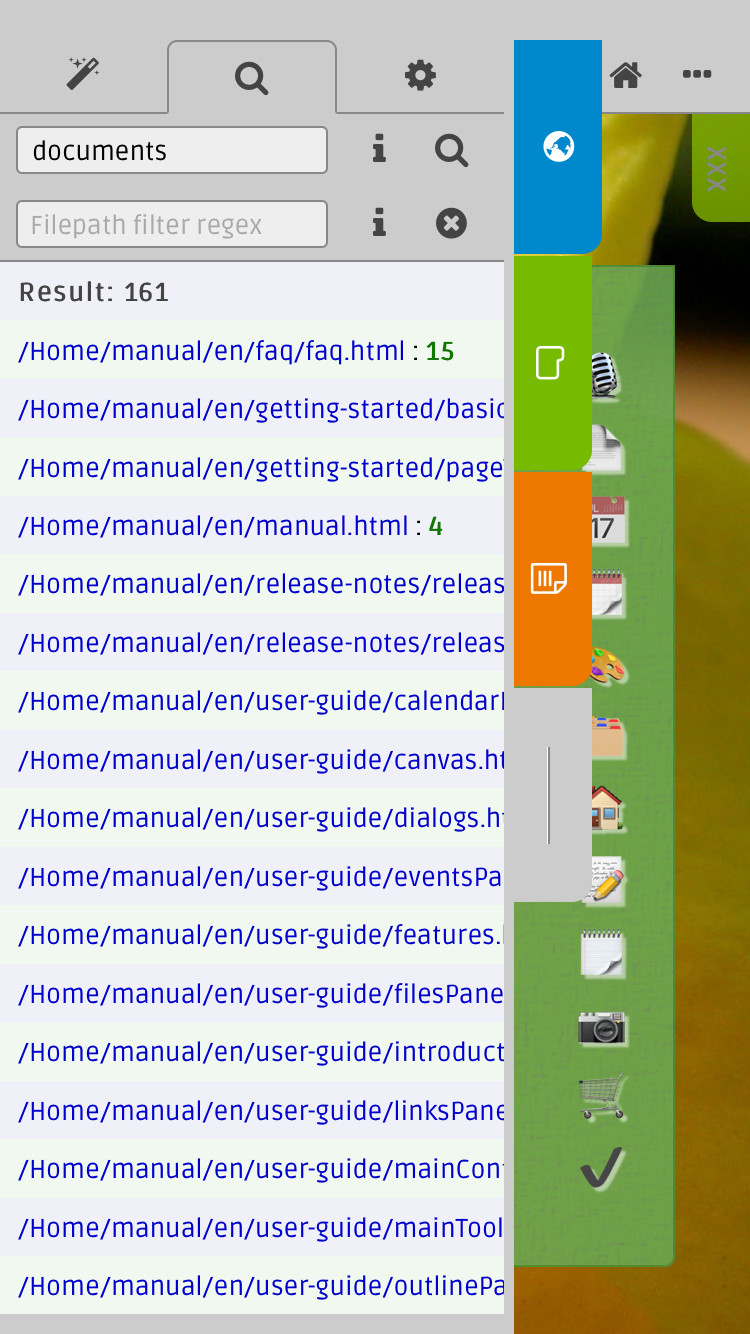 documents
Filepath filter regex
XXX
Result: 161
/Home/manual/en/faq/faq.html : 15
/Home/manual/en/getting-started/basic
/Home/manual/en/getting-started/page
/Home/manual/en/manual.html : 4
/Home/manual/en/release-notes/releas
/Home/manual/en/release-notes/releas
/Home/manual/en/user-guide/calendar
/Home/manual/en/user-guide/canvas.ht
/Home/manual/en/user-guide/dialogs.h
/Home/manual/en/user-guide/eventsPa
/Home/manual/en/user-guide/features.
/Home/manual/en/user-guide/filesPane
/Home/manual/en/user-guide/introduct
/Home/manual/en/user-guide/linksPane
/Home/manual/en/user-guide/mainCon
/Home/manual/en/user-guide/mainTool
/Home/manual/en/user-guide/outlinePa
17